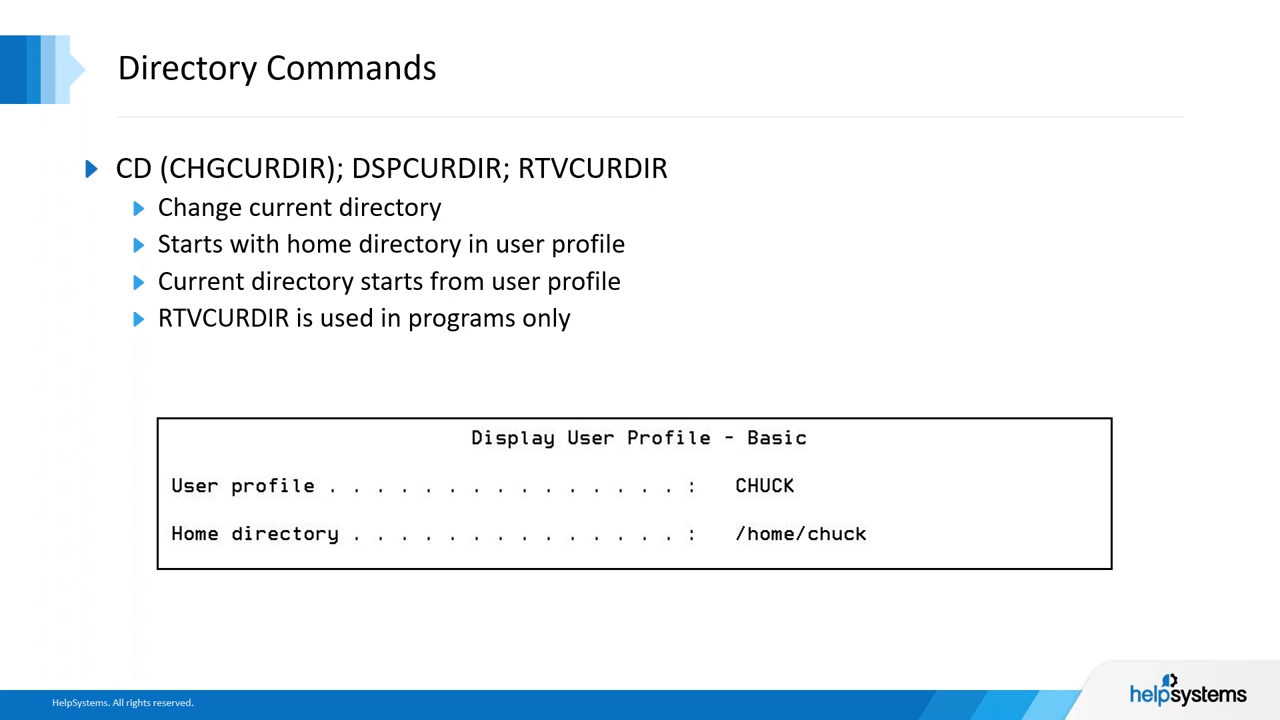 Directory Commands
CD (CHGCURDIR); DSPCURDIR; RTVCURDIR
Change current directory
Starts with home directory in user profile
Current directory starts from user profile
RTVCURDIR is used in programs only
Display User Profile - Basic
User profile . . . . . . . . . . . . . . . : CHUCK
Home directory . . . . . . . . . . . . . . : /home/chuck
HelpSystems. All rights reserved.
helpsystems